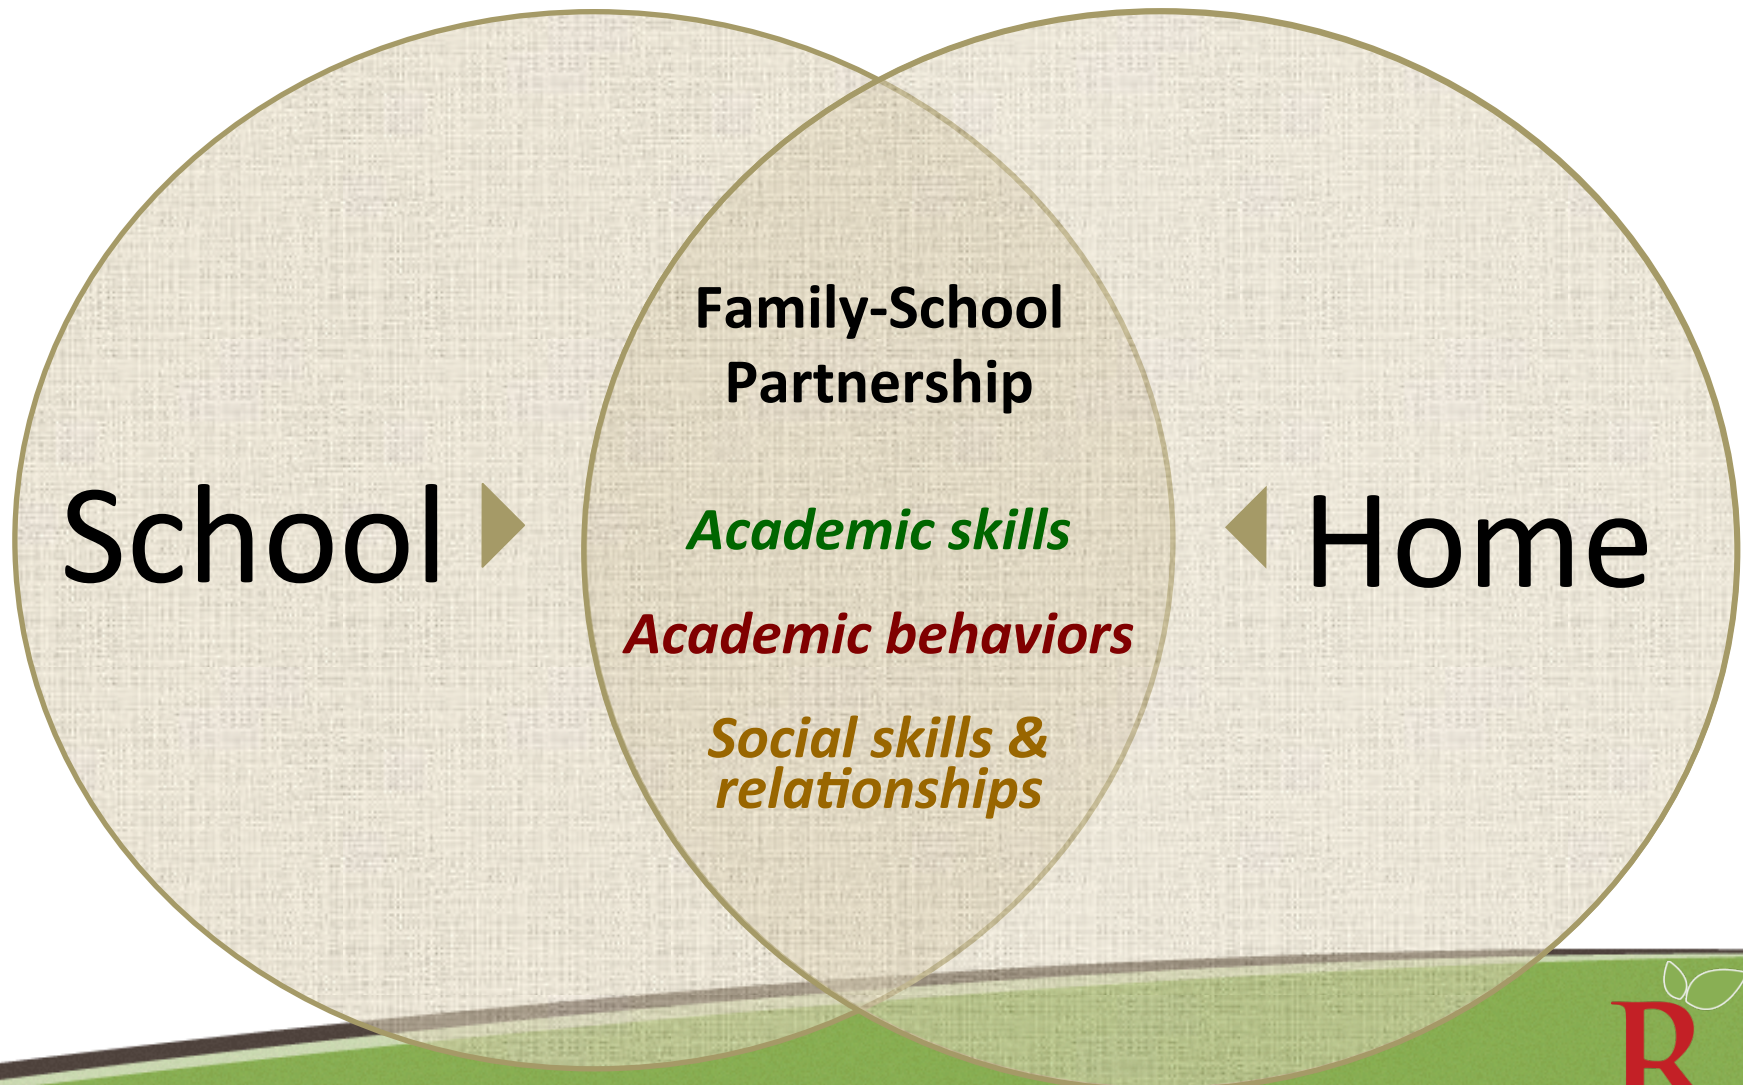 Family-School
Partnership
School
Academic skills
Home
Academic behaviors
Social skills &
relationships
R